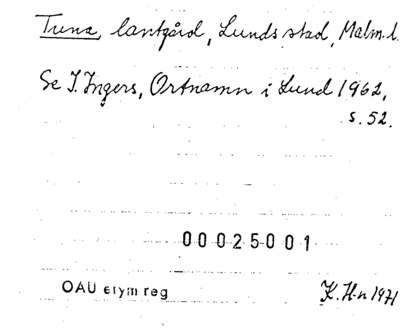 Tuna, lantgård, Lunds stad, Malm.l.
Se I. Ingers, Ortnamn i Lund 1962,
s. 52.
00025001
OAU etym reg
K. H-n 1971